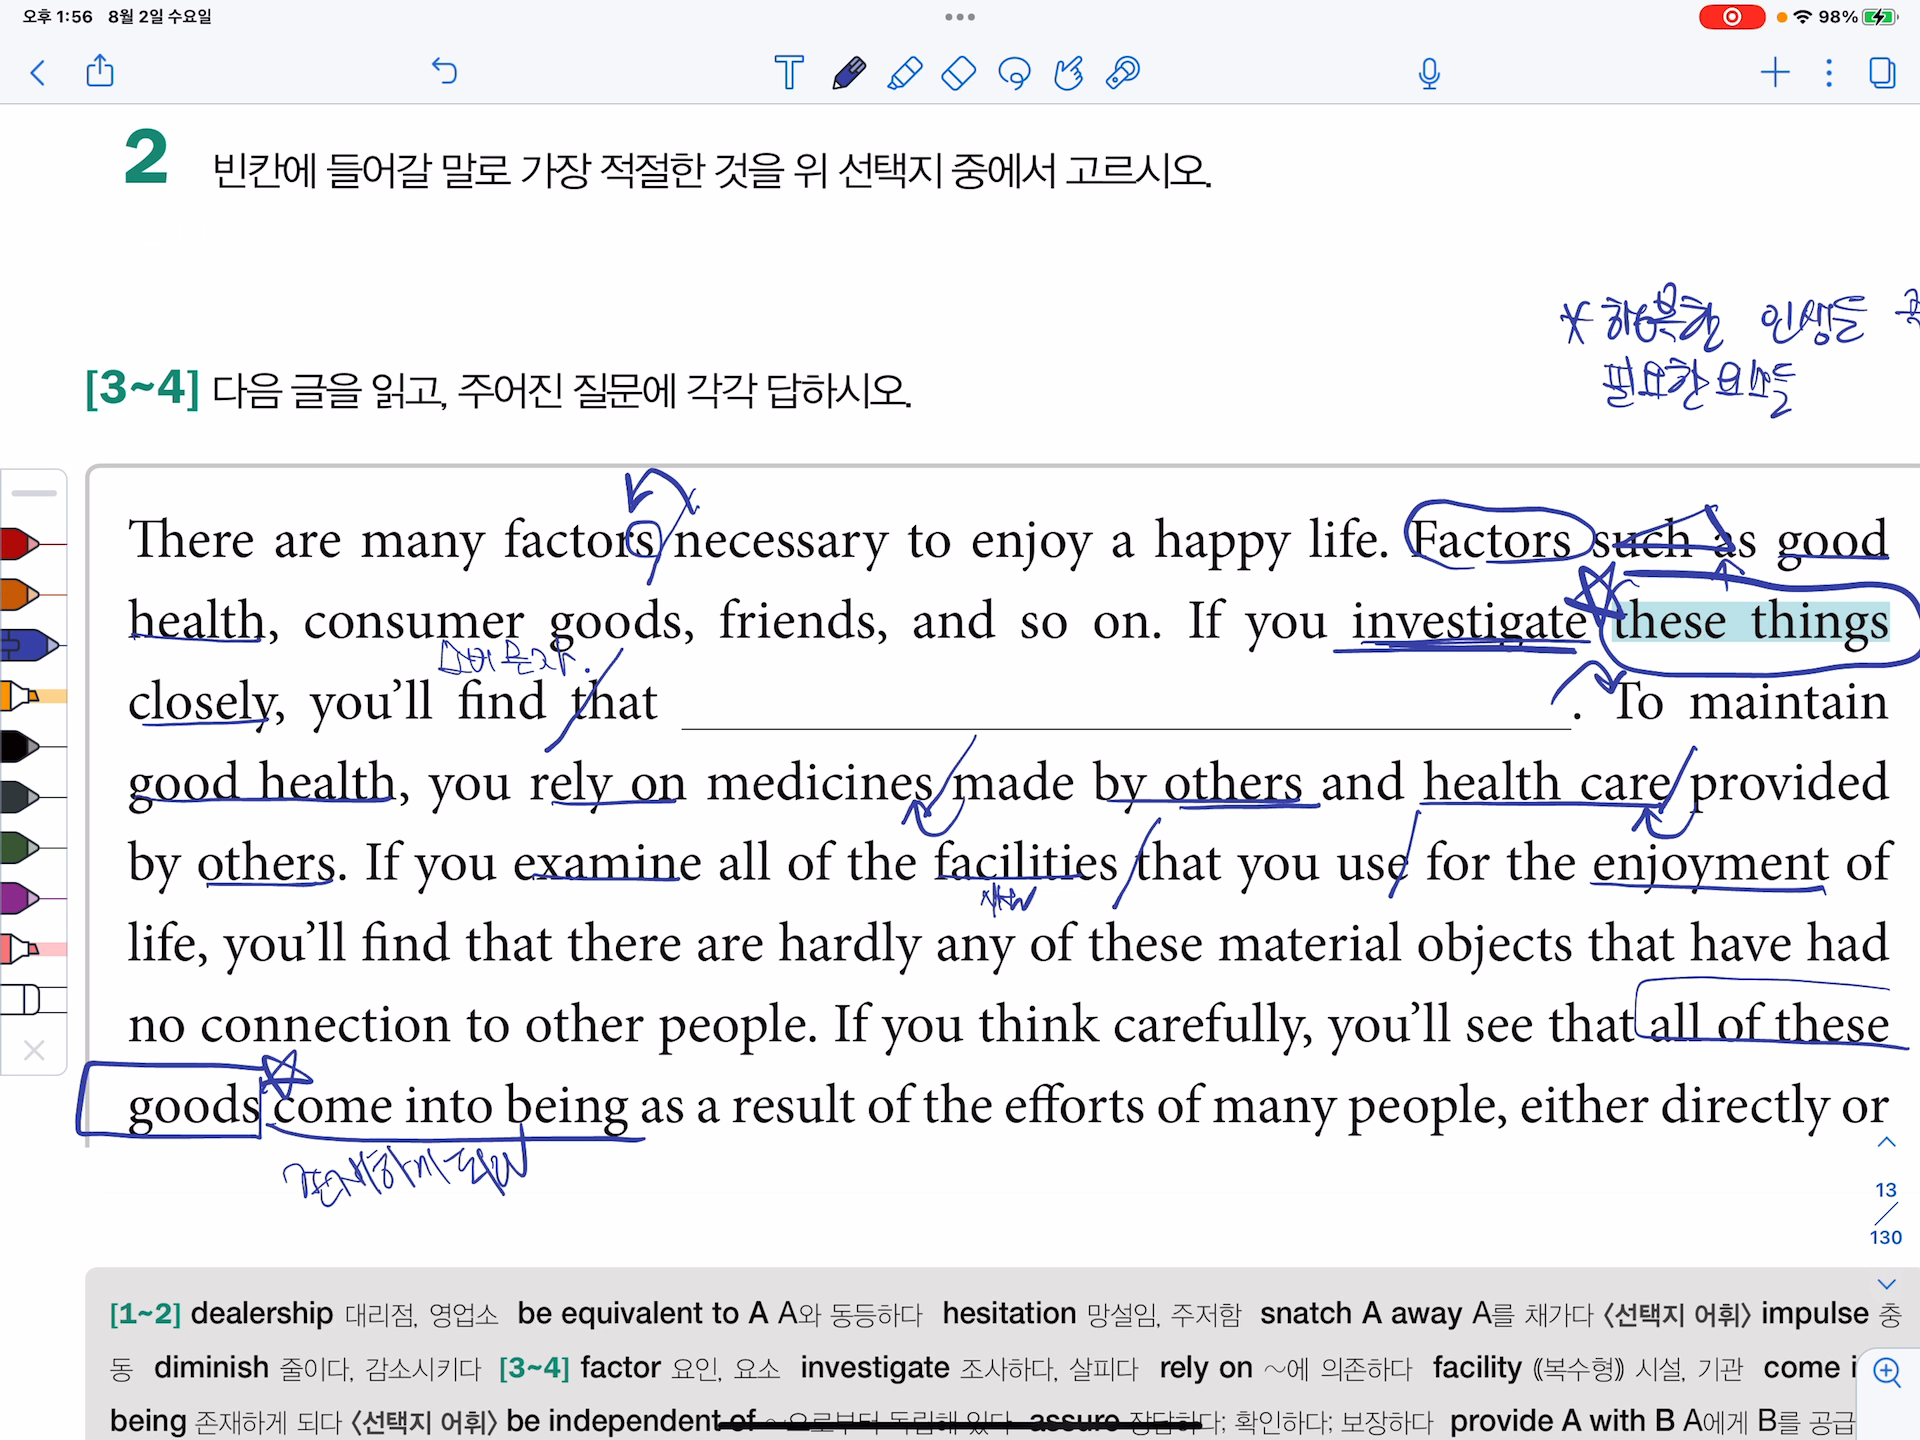 오후 1:56 8월 2일 수요일
98%
2 빈칸에 들어갈 말로 가장 적절한 것을 위 선택지 중에서 고르시오.
행복할 인생들
필요한 요소들
[3~4] 다음 글을 읽고, 주어진 질문에 각각 답하시오.
There are many factors necessary to enjoy a happy life. Factors such as good
health, consumer goods, friends, and so on. If you investigate these things
closely, you'll find that ____. To maintain
good health, you rely on medicines made by others and health care provided
by others. If you examine all of the facilities that you use for the enjoyment of
시설
life, you'll find that there are hardly any of these material objects that have had
no connection to other people. If you think carefully, you'll see that all of these
goods come into being as a result of the efforts of many people, either directly or
존재하게 되다
13
130
[1~2] dealership 대리점, 영업소 be equivalent to A A와 동등하다 hesitation 망설임, 주저함 snatch A away A를 채가다 〈선택지 어휘〉 impulse 충
동 diminish 줄이다, 감소시키다 [3~4] factor 요인, 요소 investigate 조사하다, 살피다 rely on ~에 의존하다 facility ((복수형)) 시설, 기관 come i
being 존재하게 되다 〈선택지 어휘〉 be independent of ~으로부터 독립해 있다 assure 장담하다; 확인하다; 보장하다 provide A with B A에게 B를 공급